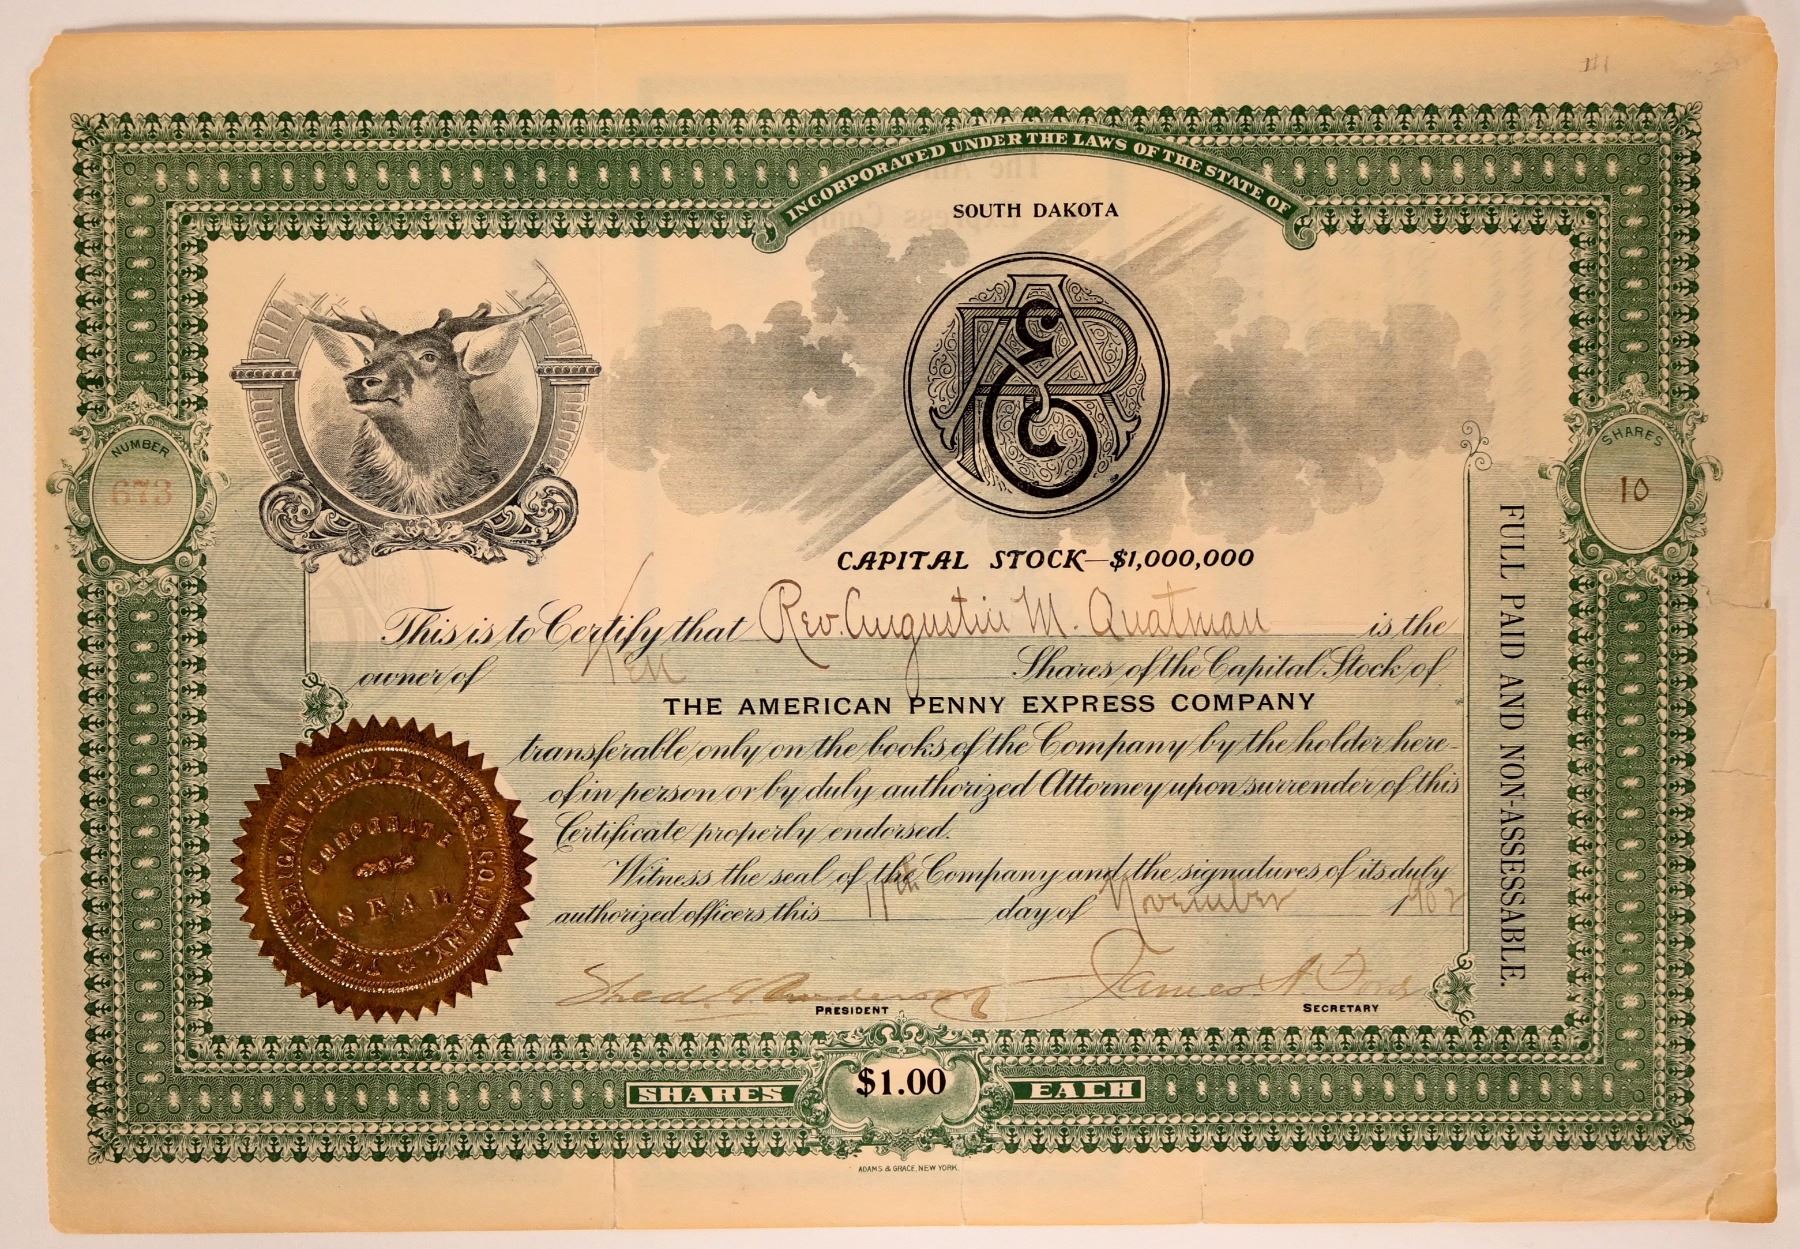 INCORPORATED UNDER THE LAWS OF THE STATE OF
SOUTH DAKOTA
NUMBER
673
SHARES
10
CAPITAL STOCK—$1,000,000
This is to Certify that Rev. Augustin M. Quatman is the
owner of Ten Shares of the Capital Stock of
THE AMERICAN PENNY EXPRESS COMPANY
transferable only on the books of the Company by the holder here-
of in person or by duly authorized Attorney upon surrender of this
Certificate properly endorsed.
Witness the seal of the Company and the signatures of its duly
authorized officers this 17th day of November 1902
James A. Ford
PRESIDENT
SECRETARY
FULL PAID AND NON-ASSESSABLE.
THE AMERICAN PENNY EXPRESS COMPANY
CORPORATE
SEAL
SHARES $1.00 EACH
ADAMS & GRACE, NEW YORK.